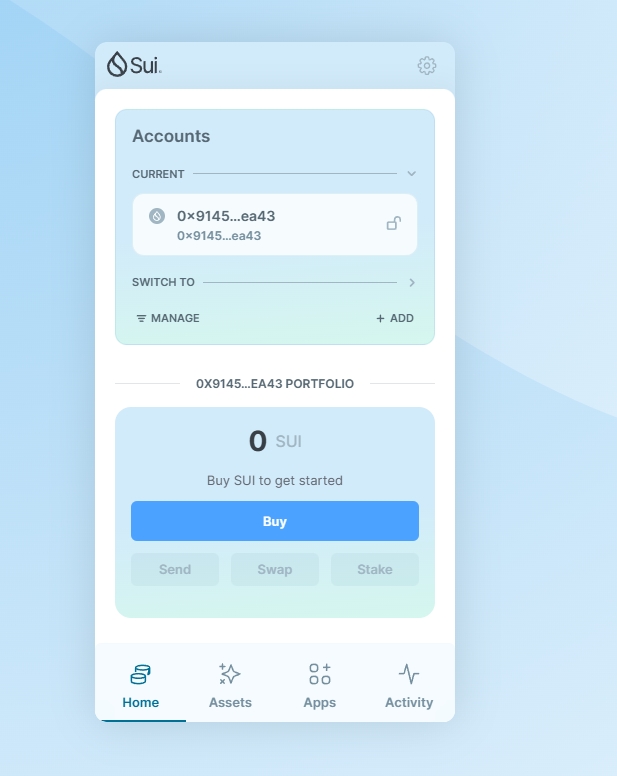 Sui
Accounts
CURRENT
0×9145…ea43
0×9145…ea43
SWITCH TO
MANAGE
+ ADD
0X9145…EA43 PORTFOLIO
0 SUI
Buy SUI to get started
Buy
Send Swap Stake
Home Assets Apps Activity